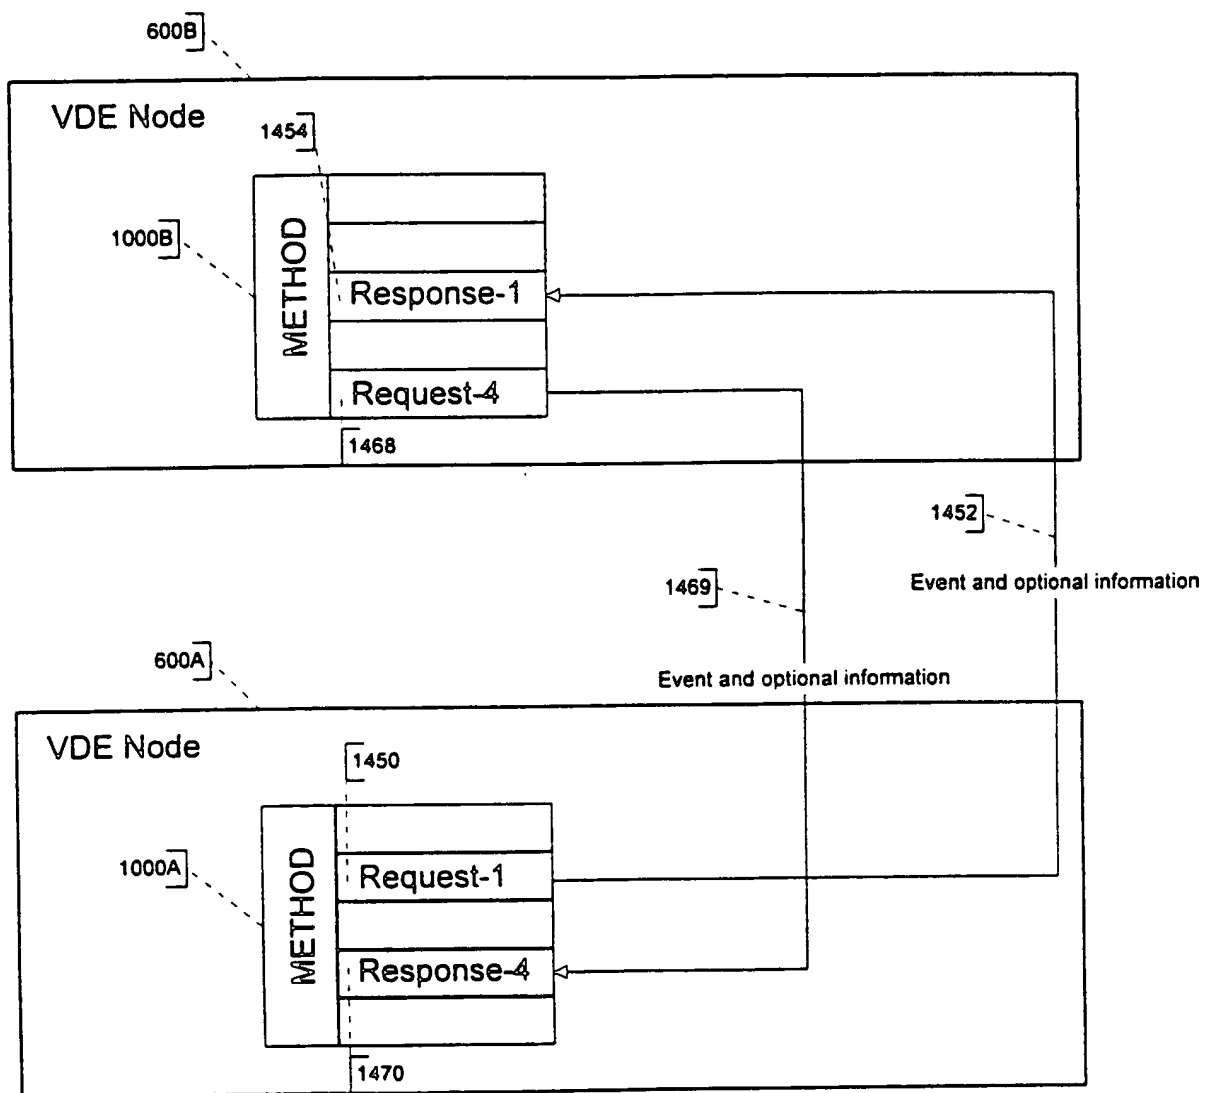 600B
VDE Node
1454
1000B
METHOD
Response-1
Request-4
1468
1452
Event and optional information
1469
Event and optional information
600A
VDE Node
1450
1000A
METHOD
Request-1
Response-4
1470